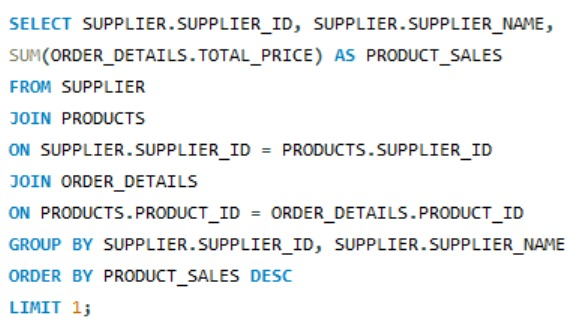 SELECT SUPPLIER.SUPPLIER_ID, SUPPLIER.SUPPLIER_NAME,
SUM(ORDER_DETAILS.TOTAL_PRICE) AS PRODUCT_SALES
FROM SUPPLIER
JOIN PRODUCTS
ON SUPPLIER.SUPPLIER_ID = PRODUCTS.SUPPLIER_ID
JOIN ORDER_DETAILS
ON PRODUCTS.PRODUCT_ID = ORDER_DETAILS.PRODUCT_ID
GROUP BY SUPPLIER.SUPPLIER_ID, SUPPLIER.SUPPLIER_NAME
ORDER BY PRODUCT_SALES DESC
LIMIT 1;